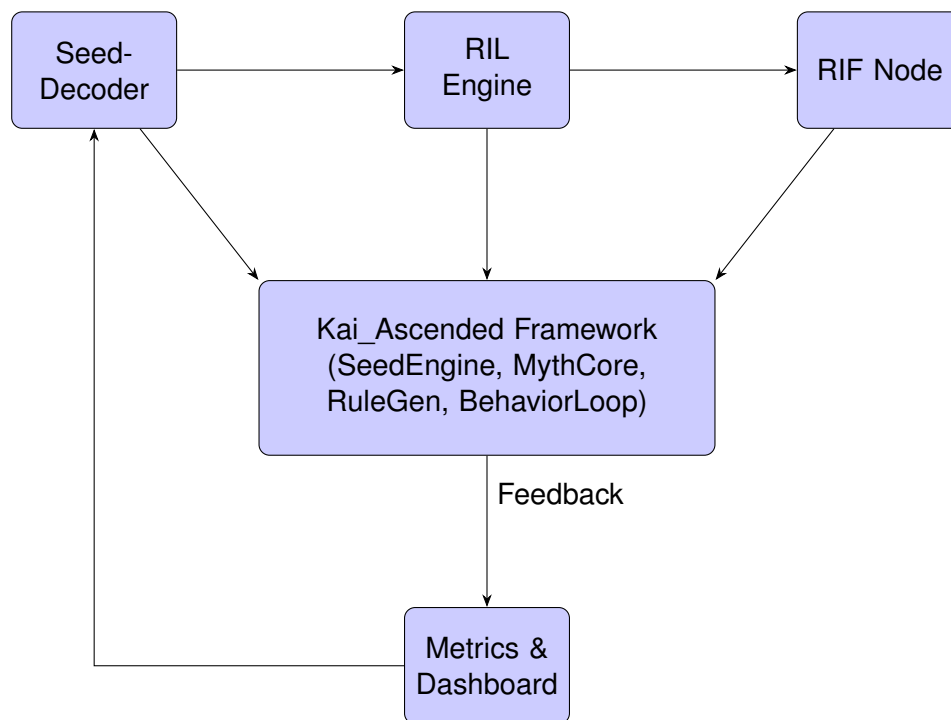 Seed-
Decoder
RIL
Engine
RIF Node
Kai_Ascended Framework
(SeedEngine, MythCore,
RuleGen, BehaviorLoop)
Feedback
Metrics &
Dashboard